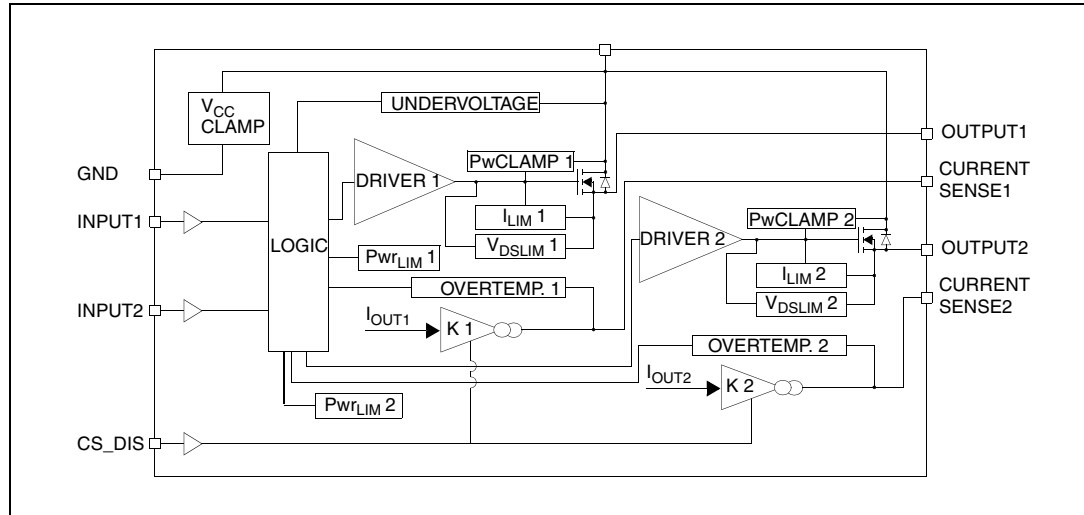 V_CC
CLAMP
UNDERVOLTAGE
OUTPUT1
PwCLAMP 1
CURRENT
SENSE1
GND
DRIVER 1
INPUT1
I_LIM 1
PwCLAMP 2
LOGIC
DRIVER 2
V_DSLIM 1
OUTPUT2
Pwr_LIM 1
I_LIM 2
OVERTEMP. 1
CURRENT
SENSE2
V_DSLIM 2
INPUT2
I_OUT1
K 1
OVERTEMP. 2
I_OUT2
K 2
Pwr_LIM 2
CS_DIS